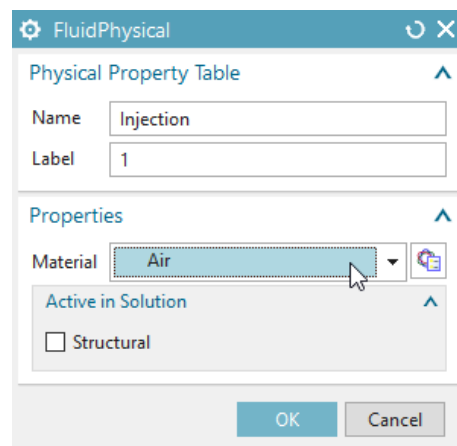 FluidPhysical
Physical Property Table
Name Injection
Label 1
Properties
Material Air
Active in Solution
Structural
OK Cancel